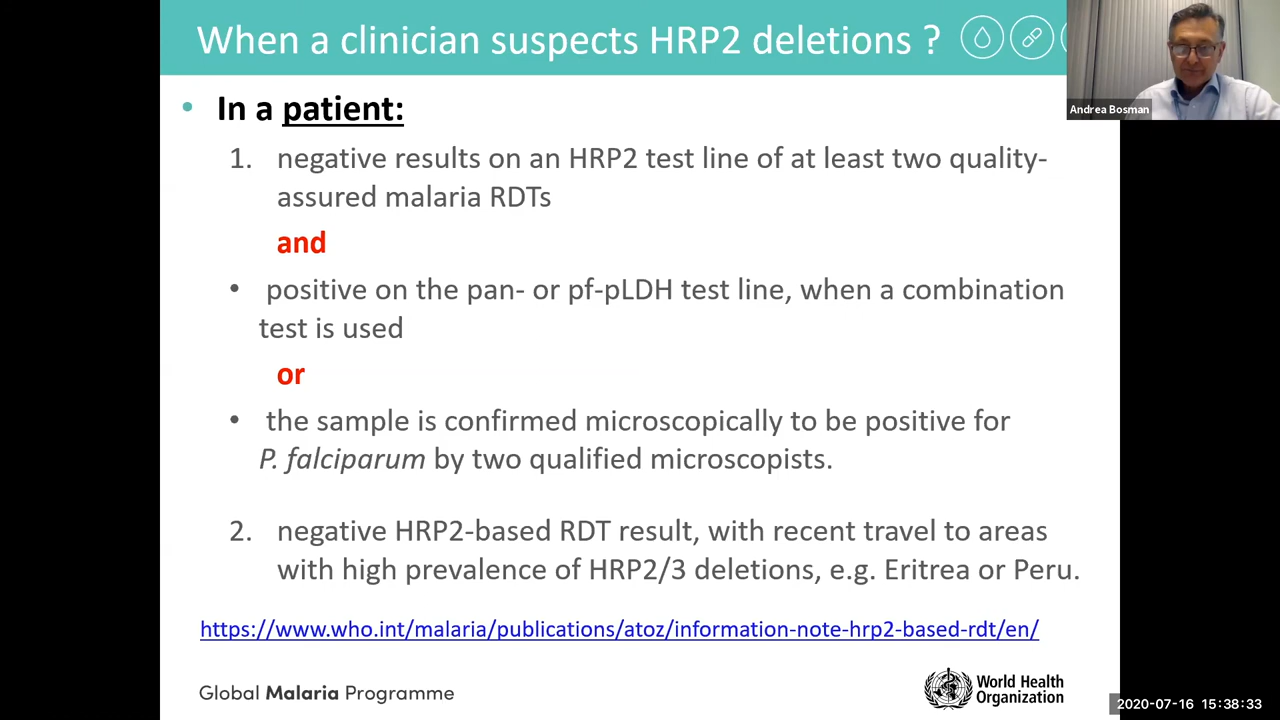 When a clinician suspects HRP2 deletions ?
Andrea Bosman
• In a patient:
1. negative results on an HRP2 test line of at least two quality-
assured malaria RDTs
and
• positive on the pan- or pf-pLDH test line, when a combination
test is used
or
• the sample is confirmed microscopically to be positive for
P. falciparum by two qualified microscopists.
2. negative HRP2-based RDT result, with recent travel to areas
with high prevalence of HRP2/3 deletions, e.g. Eritrea or Peru.
https://www.who.int/malaria/publications/atoz/information-note-hrp2-based-rdt/en/
Global Malaria Programme
World Health
Organization
2020-07-16 15:38:33